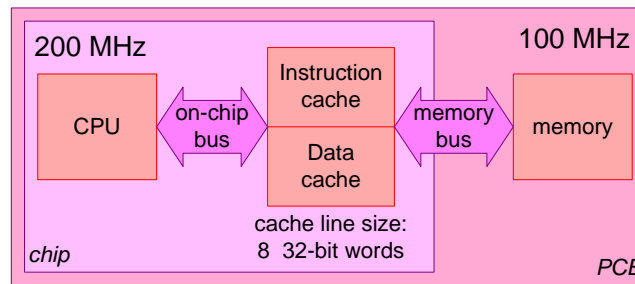 200 MHz
100 MHz
CPU
on-chip
bus
Instruction
cache
Data
cache
memory
bus
memory
cache line size:
8 32-bit words
chip
PCB